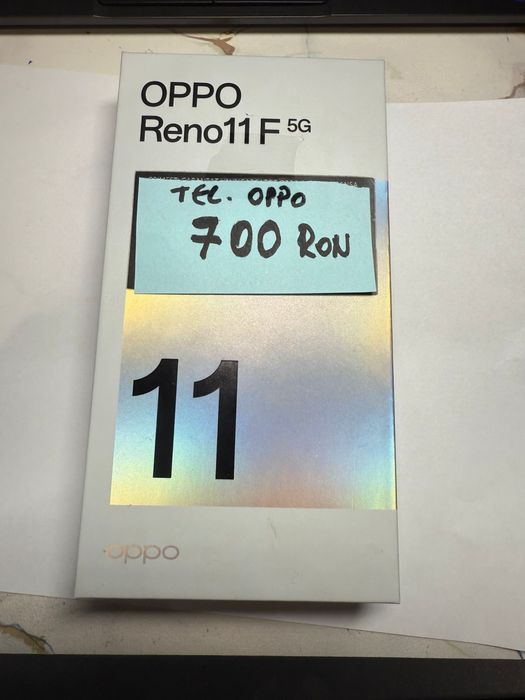 OPPO
Reno11 F 5G
TEL. OPPO
700 RON
11
oppo